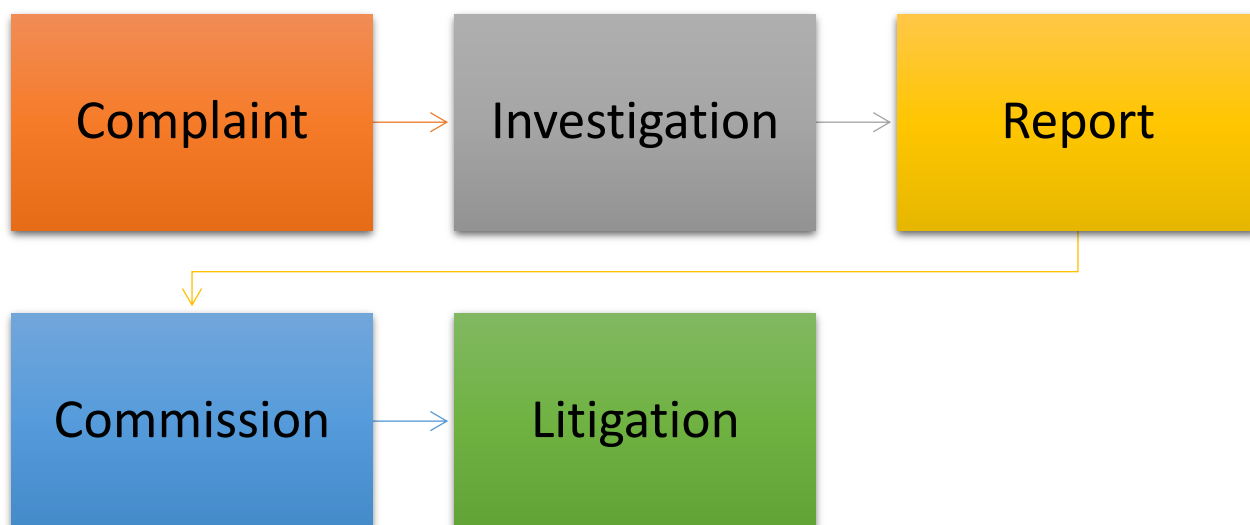 Complaint
Investigation
Report
Commission
Litigation